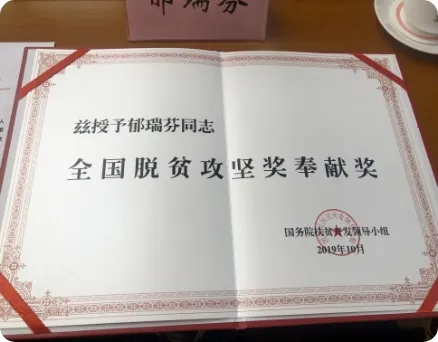 郁瑞芬
兹授予郁瑞芬同志
全国脱贫攻坚奖奉献奖
国务院扶贫开发领导小组
2019年10月